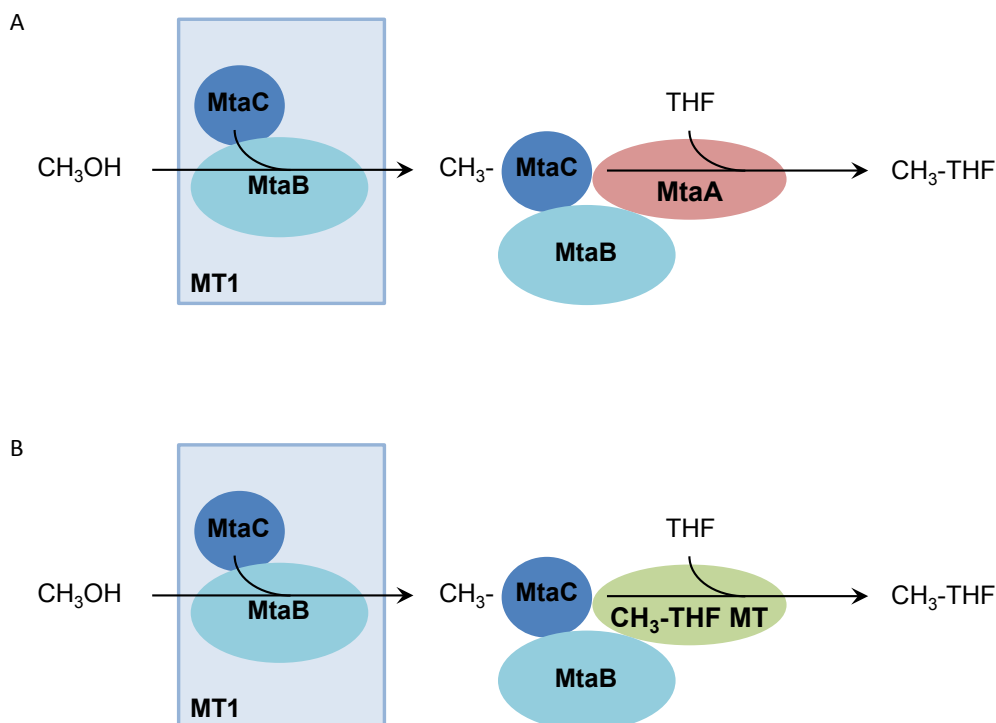 A
MtaC
THF
CH₃OH
MtaB
CH₃-
MtaC
MtaA
CH₃-THF
MtaB
MT1
B
MtaC
THF
CH₃OH
MtaB
CH₃-
MtaC
CH₃-THF MT
CH₃-THF
MtaB
MT1